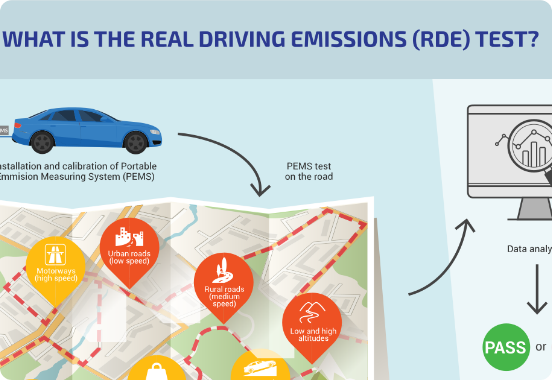 WHAT IS THE REAL DRIVING EMISSIONS (RDE) TEST?
nstallation and calibration of Portable
Emmision Measuring System (PEMS)
PEMS test
on the road
Motorways
(high speed)
Urban roads
(low speed)
Rural roads
(medium
speed)
Low and high
altitudes
Data analy
PASS or